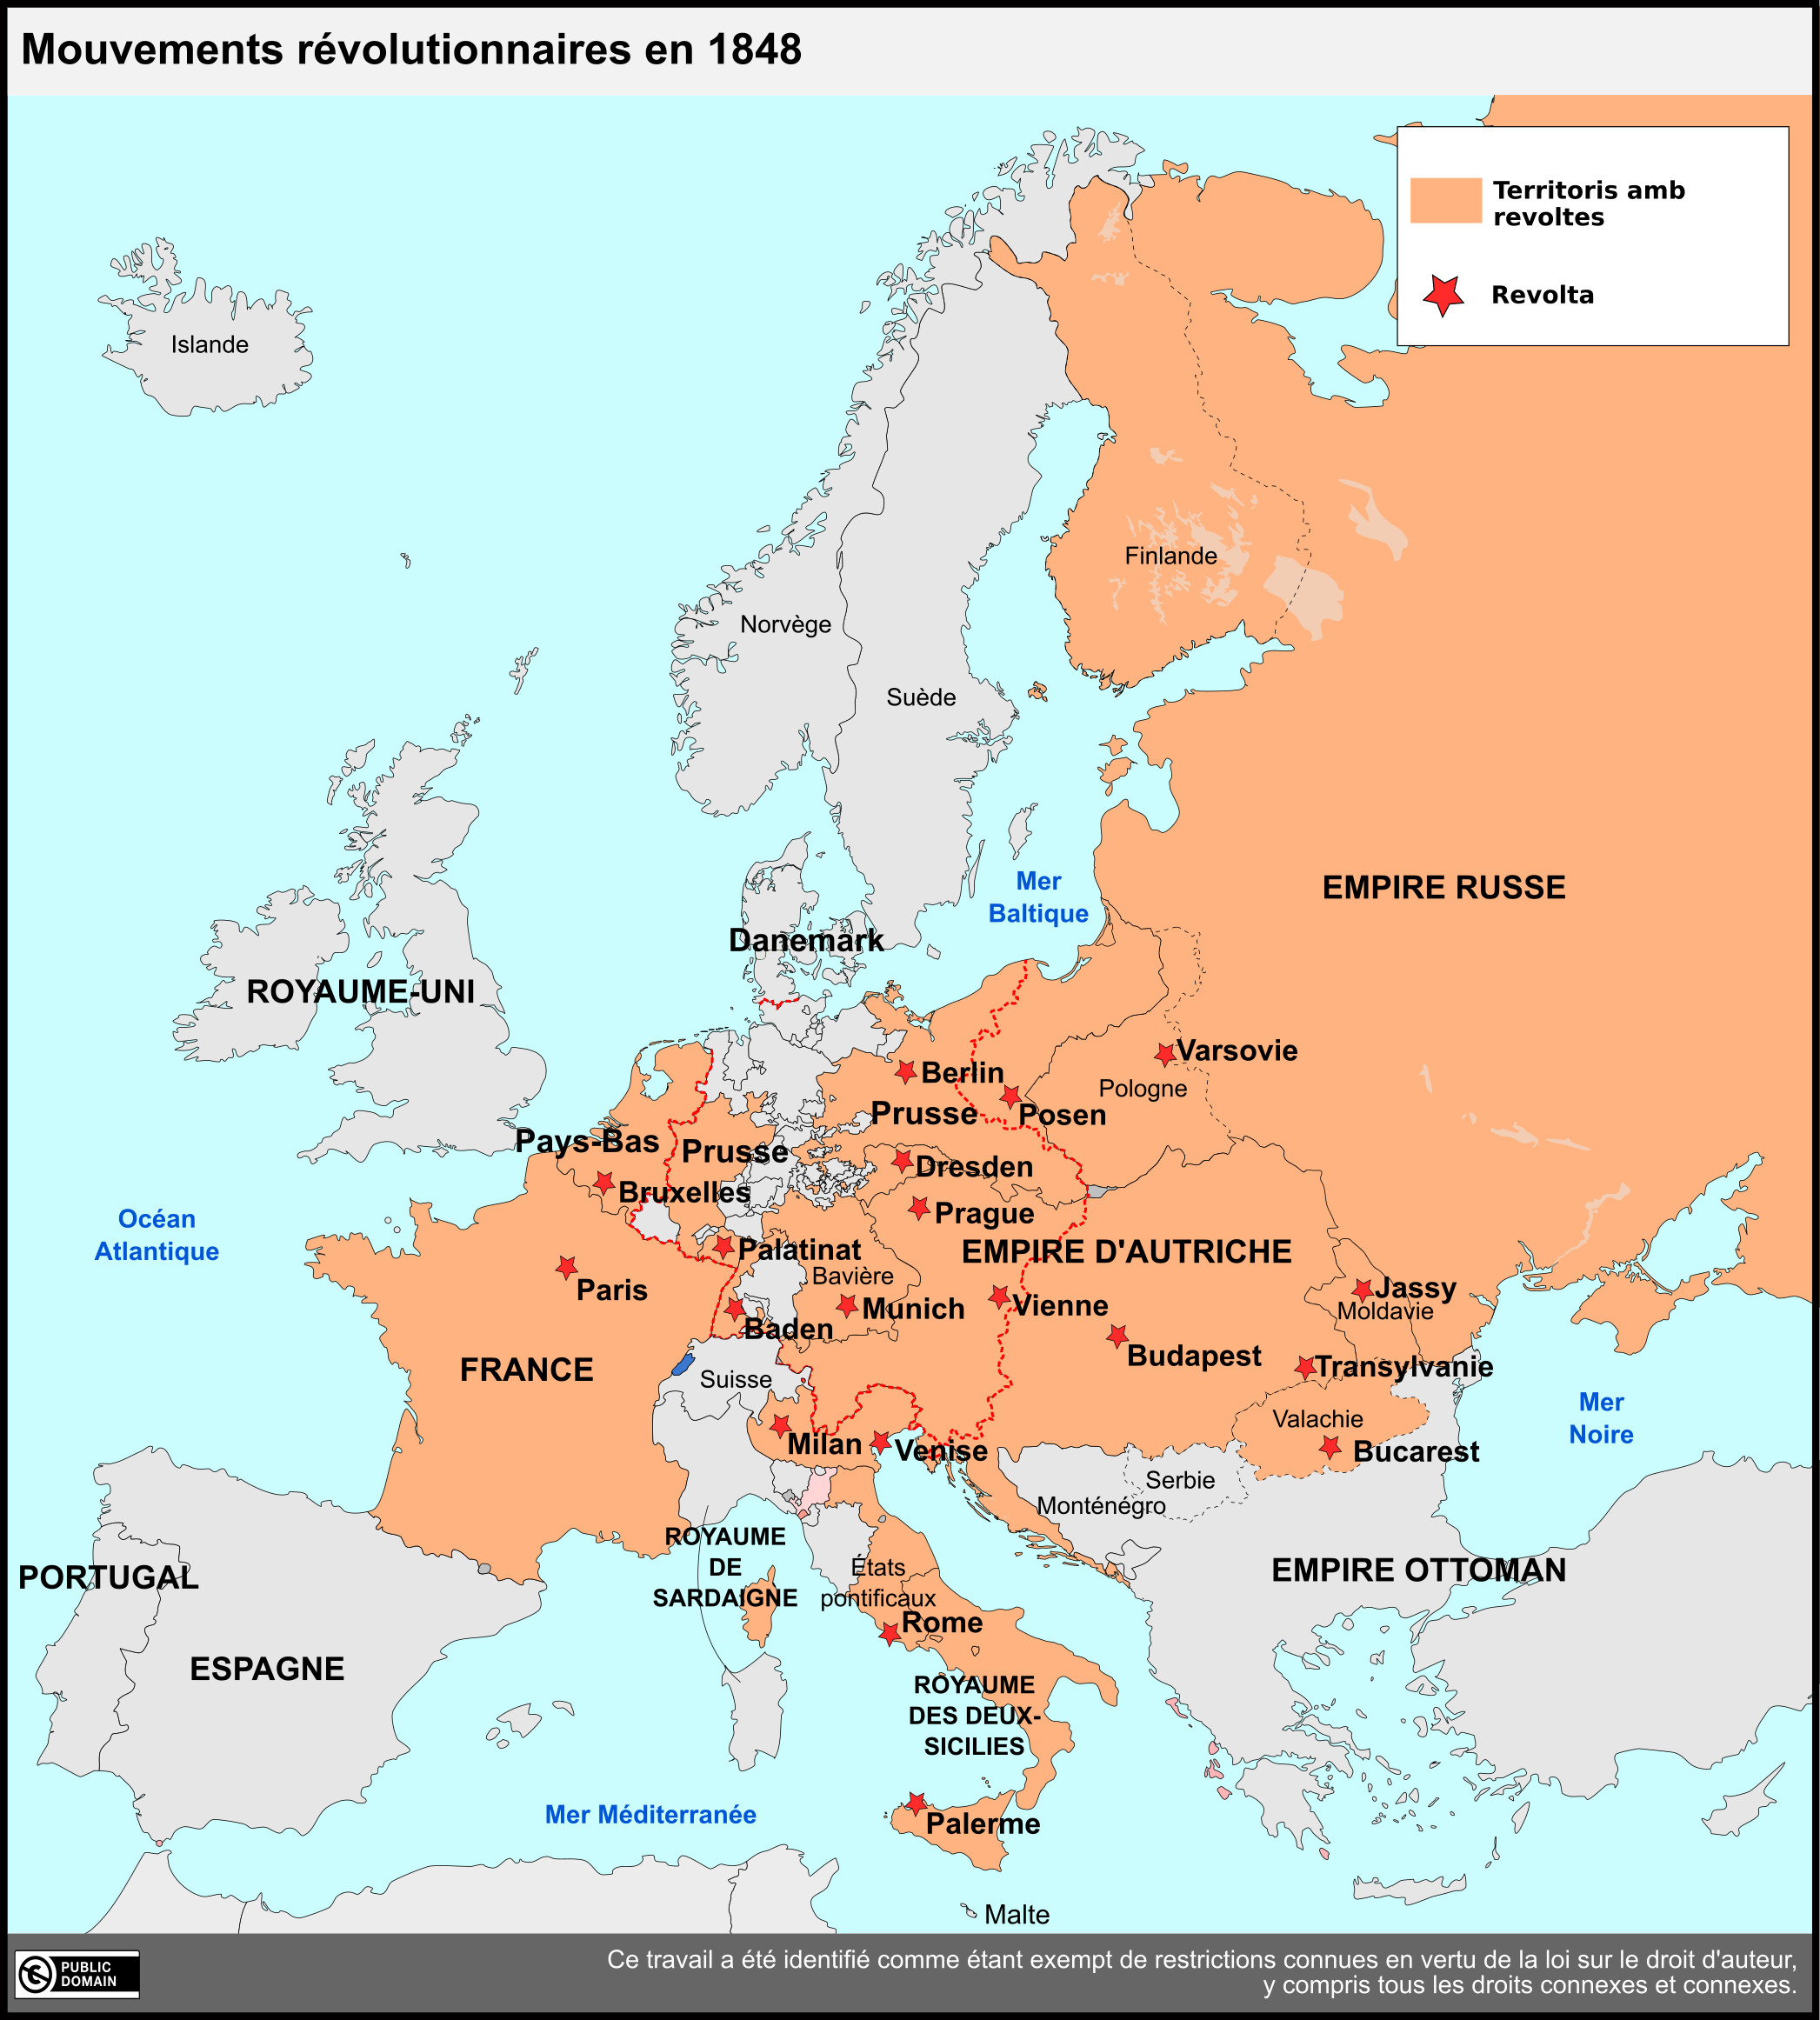 Mouvements révolutionnaires en 1848
Territoris amb
revoltes
Revolta
Islande
Finlande
Norvège
Suède
EMPIRE RUSSE
Mer
Baltique
Danemark
ROYAUME-UNI
Varsovie
Berlin
Pologne
Prusse
Posen
Pays-Bas
Prusse
Dresden
Bruxelles
Prague
Océan
Atlantique
Palatinat
EMPIRE D'AUTRICHE
Bavière
Paris
Jassy
Moldavie
Munich
Vienne
Baden
Budapest
FRANCE
Transylvanie
Suisse
Mer
Noire
Valachie
Milan
Venise
Bucarest
Serbie
Monténégro
ROYAUME
DE
SARDAIGNE
États
pontificaux
PORTUGAL
EMPIRE OTTOMAN
Rome
ESPAGNE
ROYAUME
DES DEUX-
SICILIES
Mer Méditerranée
Palerme
Malte
PUBLIC
DOMAIN
Ce travail a été identifié comme étant exempt de restrictions connues en vertu de la loi sur le droit d'auteur,
y compris tous les droits connexes et connexes.